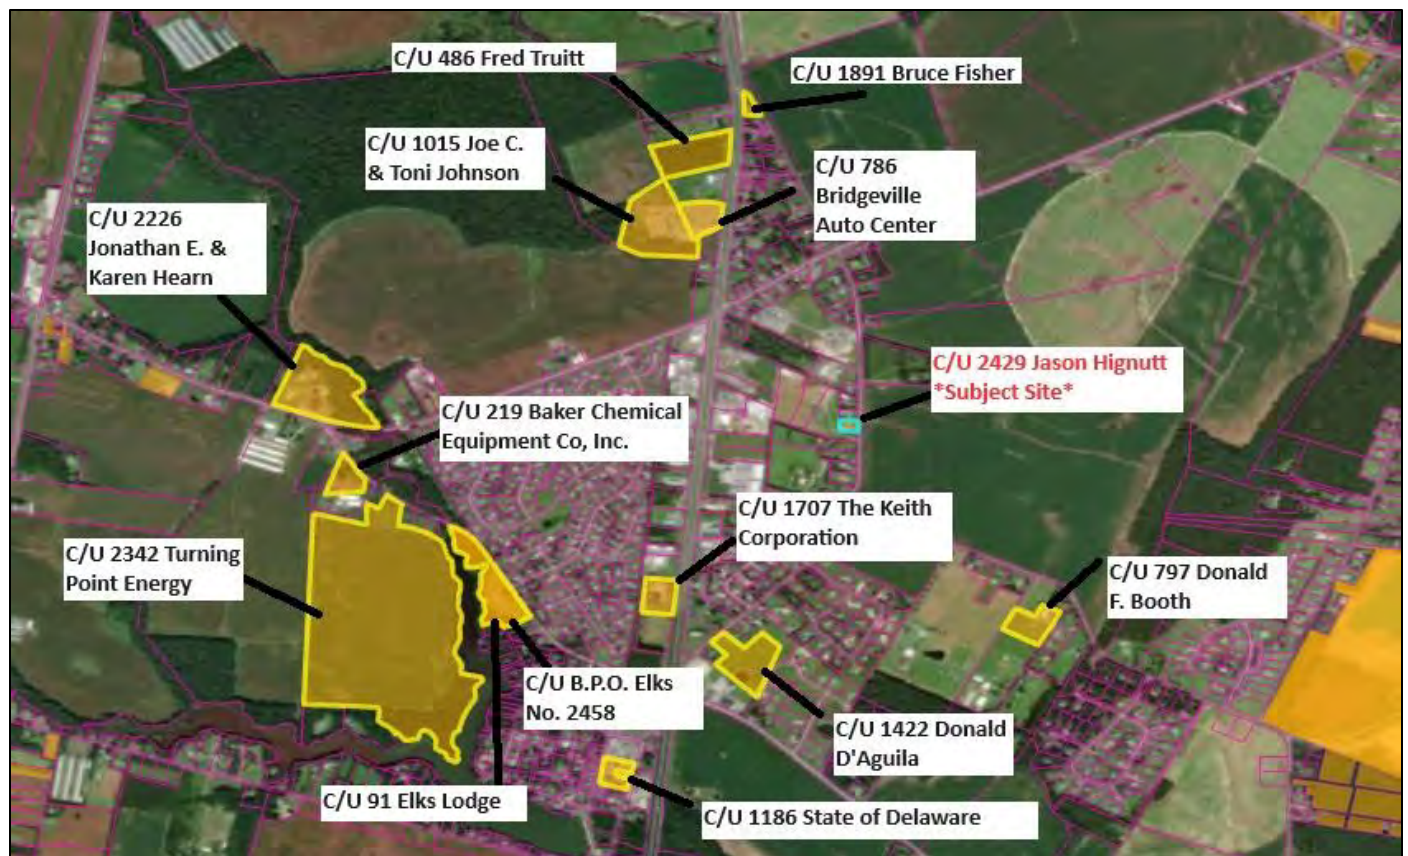 C/U 486 Fred Truitt
C/U 1891 Bruce Fisher
C/U 1015 Joe C.
& Toni Johnson
C/U 786
Bridgeville
Auto Center
C/U 2226
Jonathan E. &
Karen Hearn
C/U 2429 Jason Hignutt
*Subject Site*
C/U 219 Baker Chemical
Equipment Co, Inc.
C/U 1707 The Keith
Corporation
C/U 2342 Turning
Point Energy
C/U 797 Donald
F. Booth
C/U B.P.O. Elks
No. 2458
C/U 1422 Donald
D'Aguila
C/U 91 Elks Lodge
C/U 1186 State of Delaware